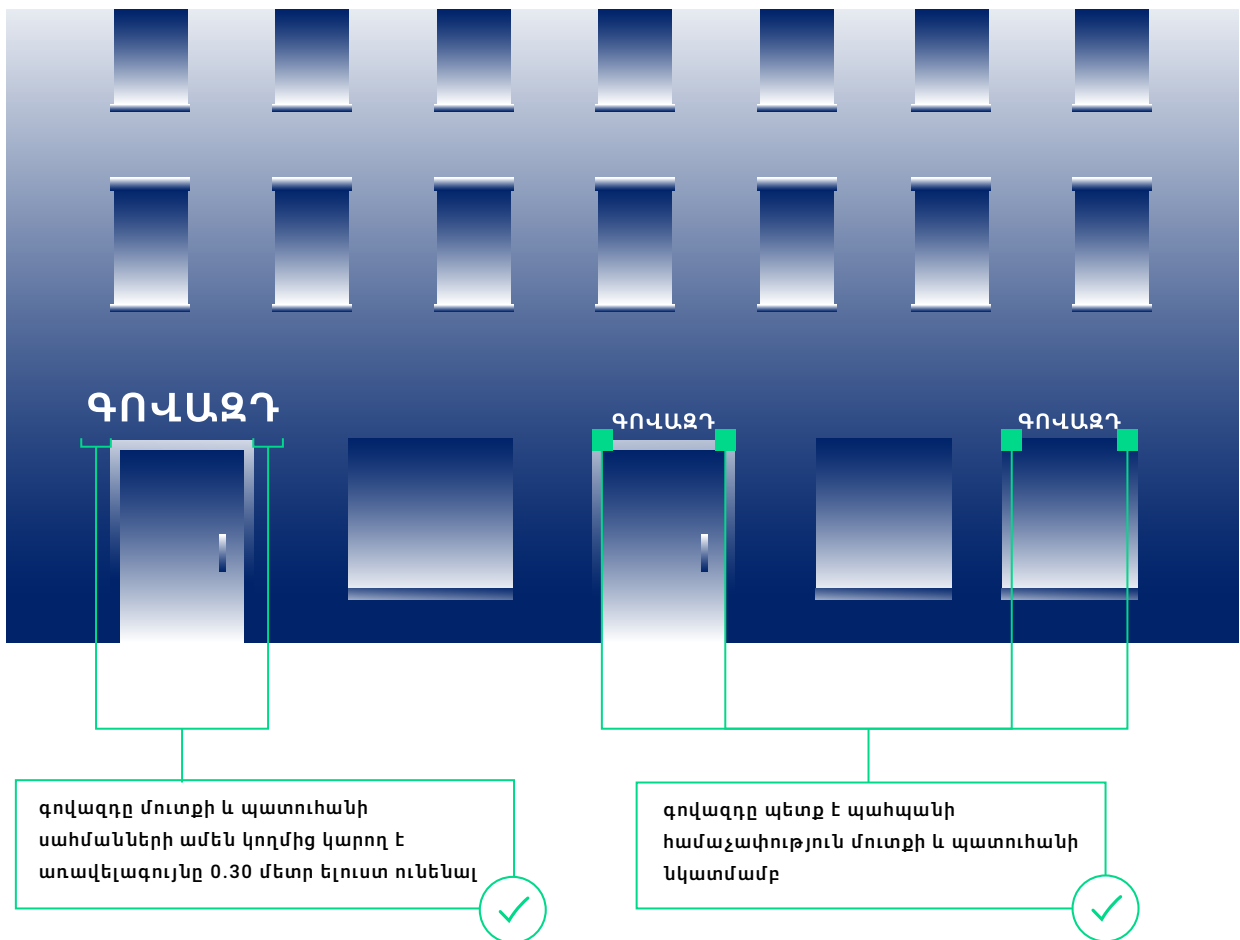 ԳՈՎԱԶԴ
ԳՈՎԱԶԴ
ԳՈՎԱԶԴ
գովազդը մուտքի և պատուհանի
սահմանների ամեն կողմից կարող է
առավելագույնը 0.30 մետր ելուստ ունենալ
գովազդը պետք է պահպանի
համաչափություն մուտքի և պատուհանի
նկատմամբ